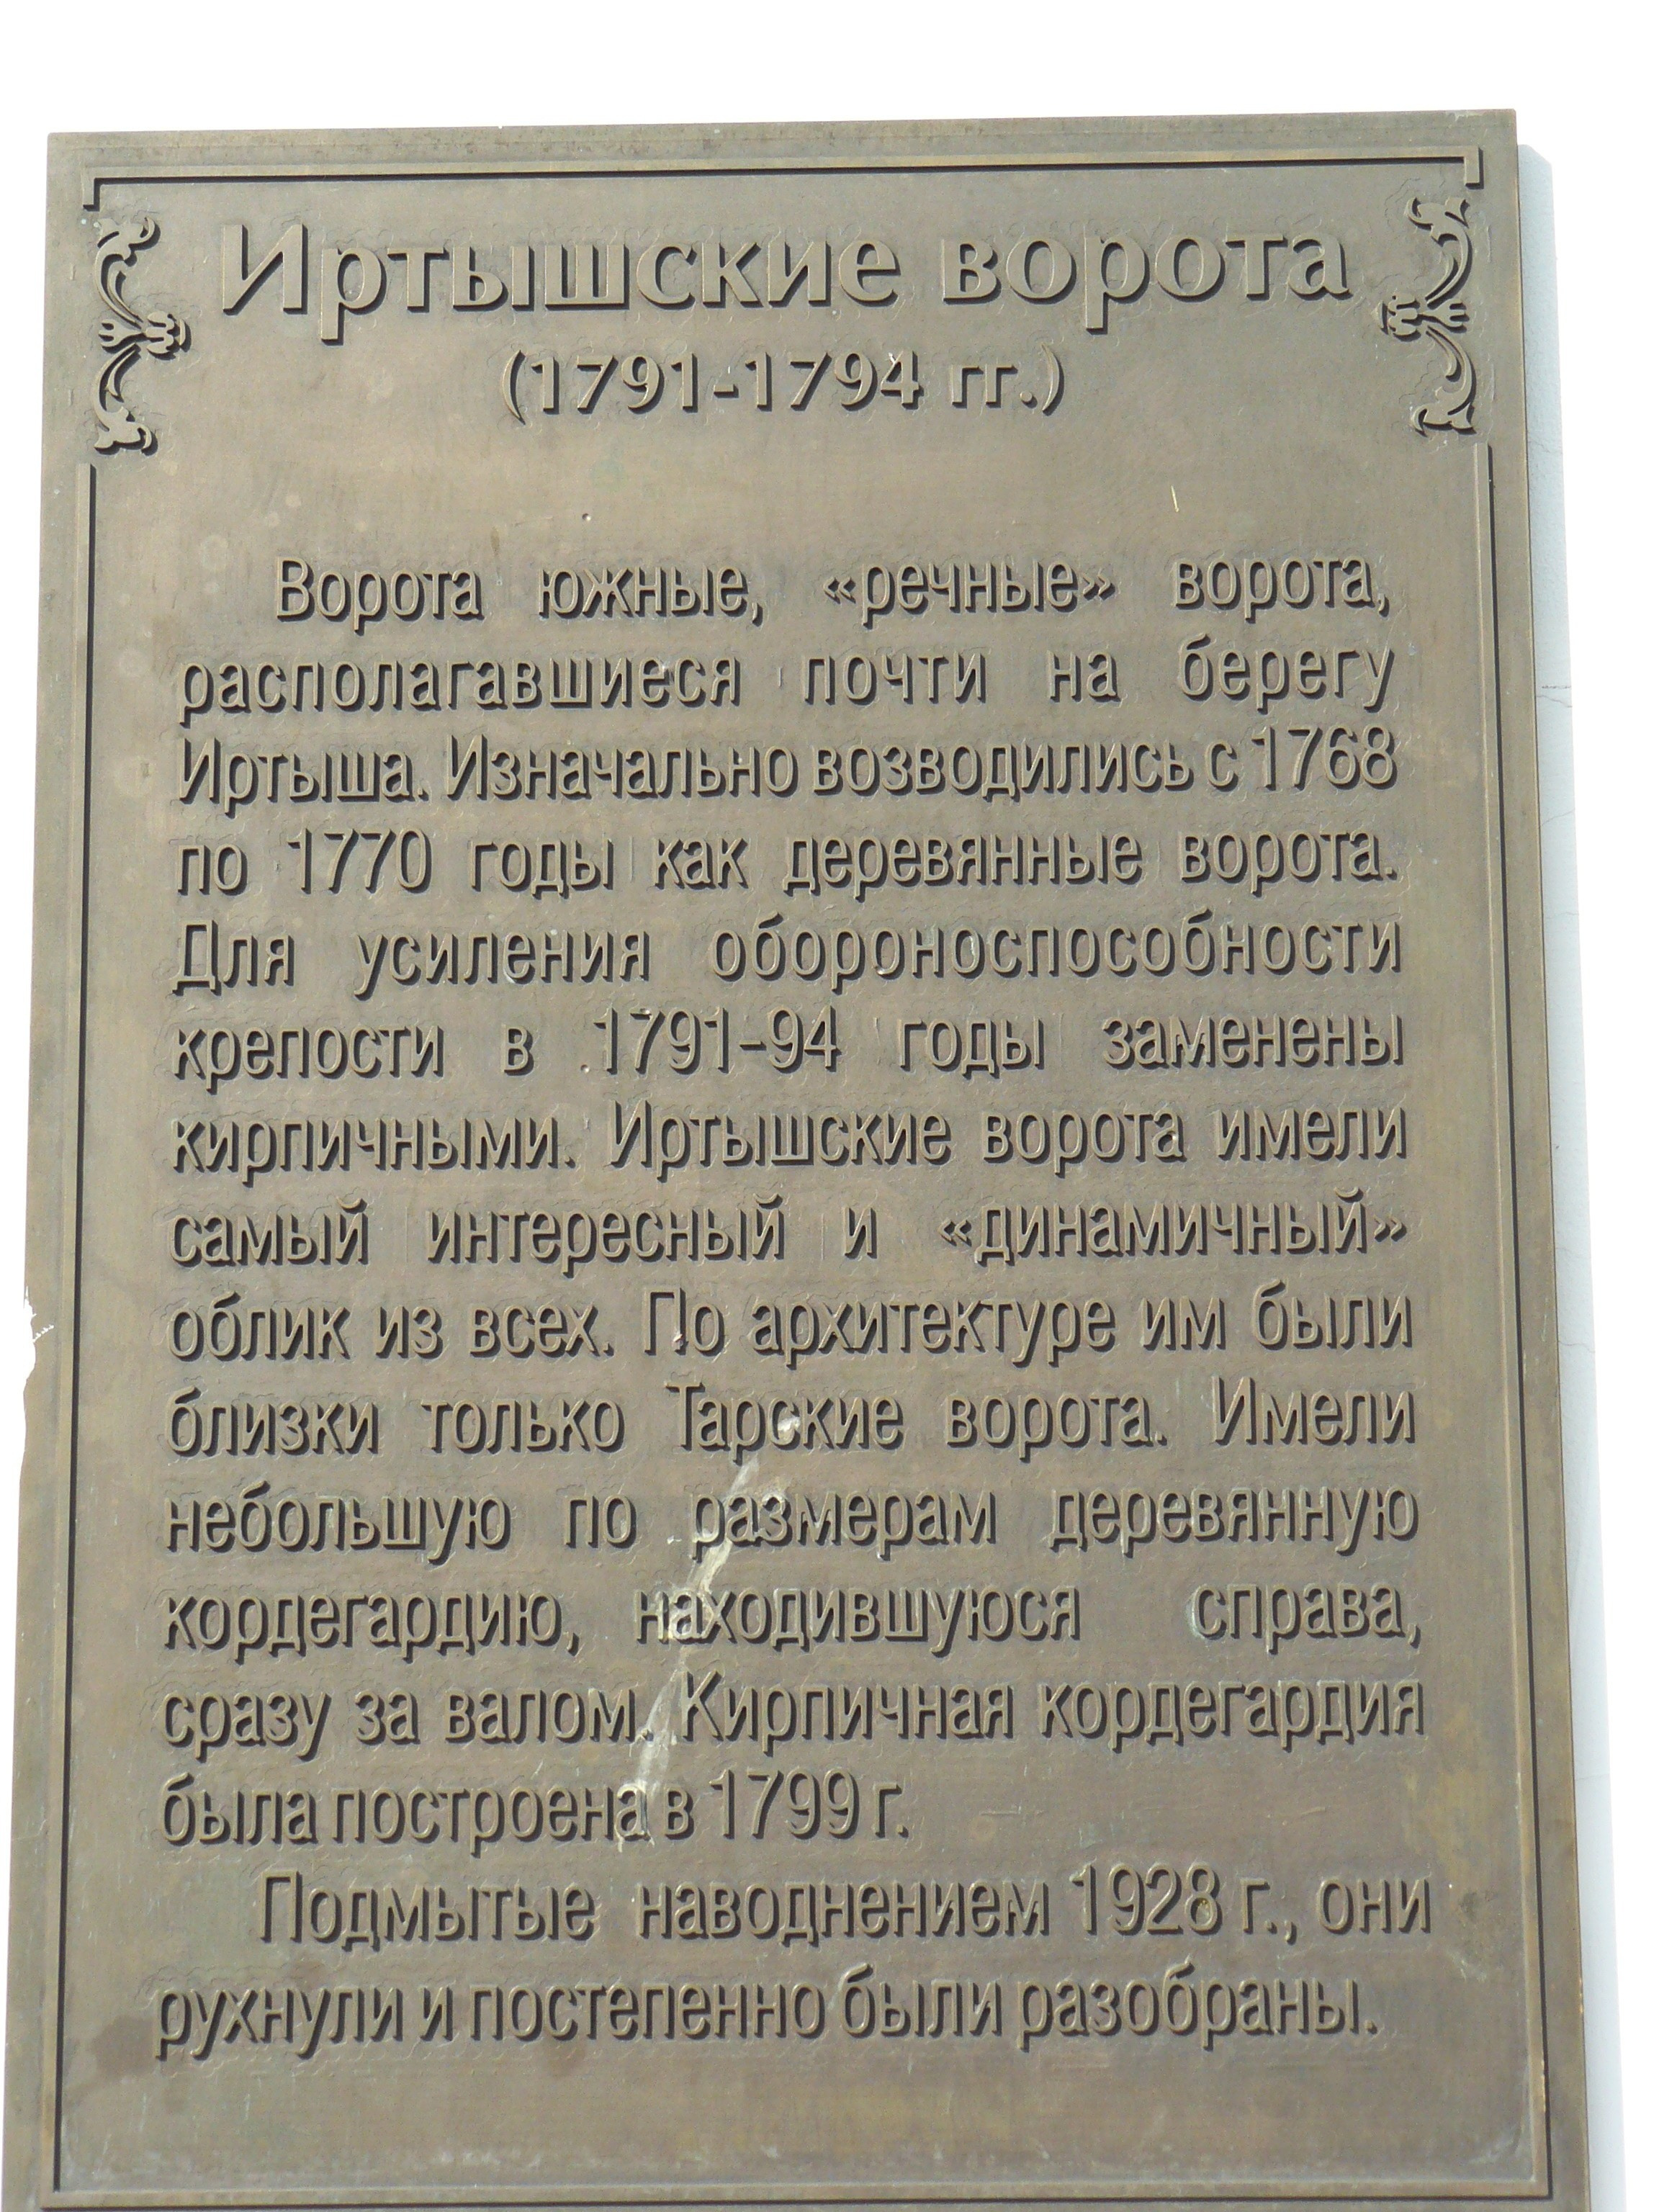 Иртышские ворота
(1791-1794 гг.)
Ворота южные, «речные» ворота,
располагавшиеся почти на берегу
Иртыша. Изначально возводились с 1768
по 1770 годы как деревянные ворота.
Для усиления обороноспособности
крепости в 1791-94 годы заменены
кирпичными. Иртышские ворота имели
самый интересный и «динамичный»
облик из всех. По архитектуре им были
близки только Тарские ворота. Имели
небольшую по размерам деревянную
кордегардию, находившуюся справа,
сразу за валом. Кирпичная кордегардия
была построена в 1799 г.
Подмытые наводнением 1928 г., они
рухнули и постепенно были разобраны.